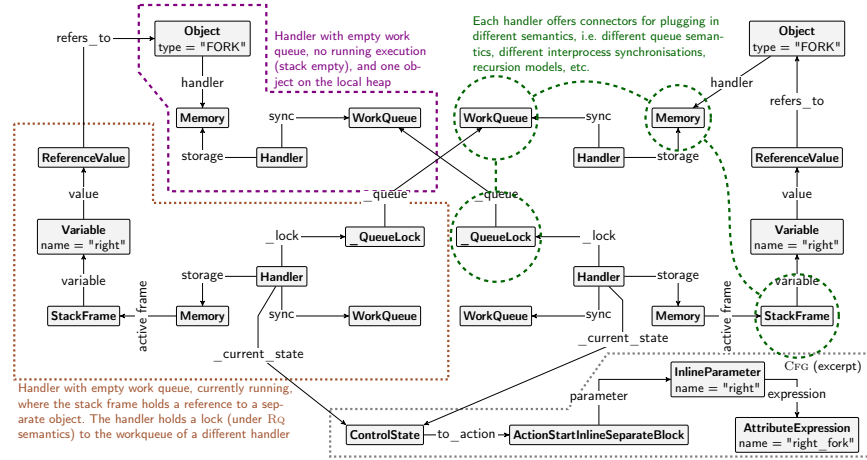 Object
type = "FORK"
refers_to
handler
Handler with empty work
queue, no running execution
(stack empty), and one ob-
ject on the local heap
Each handler offers connectors for plugging in
different semantics, i.e. different queue seman-
tics, different interprocess synchronisations,
recursion models, etc.
Object
type = "FORK"
handler
refers_to
Memory
sync
WorkQueue
storage
Handler
WorkQueue
sync
Memory
Handler
storage
ReferenceValue
value
_queue
_queue
ReferenceValue
value
Variable
name = "right"
_lock
_QueueLock
_QueueLock
_lock
Variable
name = "right"
variable
storage
Handler
Handler
storage
variable
StackFrame
active frame
Memory
sync
WorkQueue
WorkQueue
sync
Memory
active frame
StackFrame
_current_state
_current_state
CFG (excerpt)
Handler with empty work queue, currently running,
where the stack frame holds a reference to a sep-
arate object. The handler holds a lock (under RQ
semantics) to the workqueue of a different handler
InlineParameter
name = "right"
parameter
expression
ControlState
to_action
ActionStartInlineSeparateBlock
AttributeExpression
name = "right_fork"